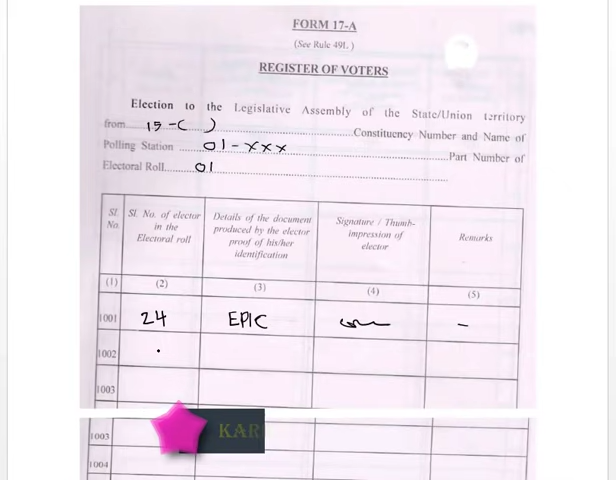 FORM 17-A
(See Rule 49L)
REGISTER OF VOTERS
Election to the Legislative Assembly of the State/Union territory
from 15-( ) Constituency Number and Name of
Polling Station 01-xxx Part Number of
Electoral Roll 01
Sl. No.
Sl. No. of elector in the Electoral roll
Details of the document produced by the elector proof of his/her identification
Signature / Thumb-impression of elector
Remarks
(1) (2) (3) (4) (5)
1001 24 EPIC –
1002
1003
1003
KAR
1004